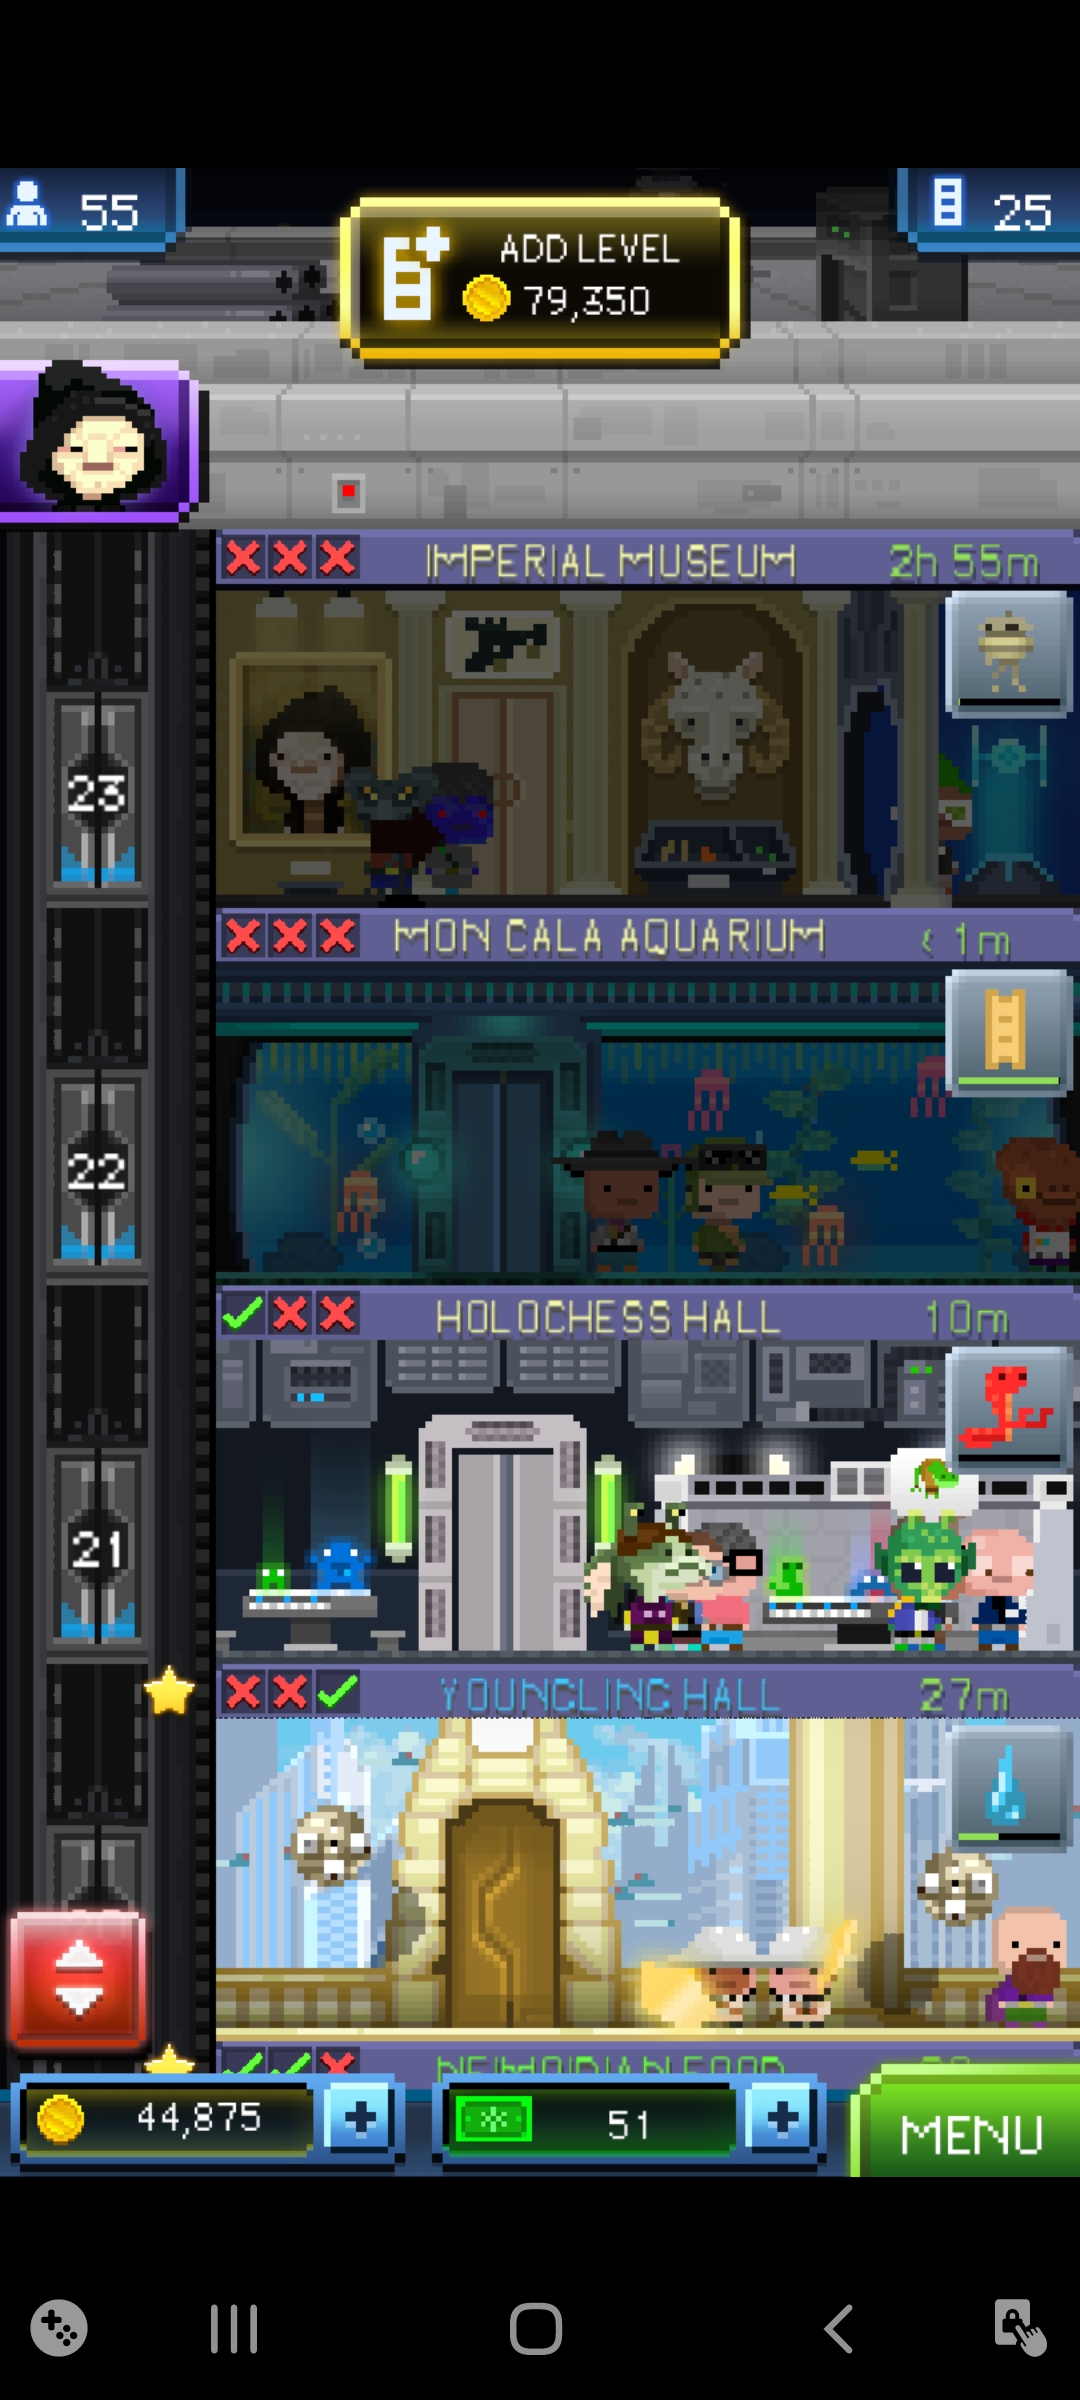 55
ADD LEVEL
79,350
25
IMPERIAL MUSEUM 2h 55m
23
MON CALA AQUARIUM < 1m
22
HOLOCHESS HALL 10m
21
YOUNGLING HALL 27m
44,875
51
MENU